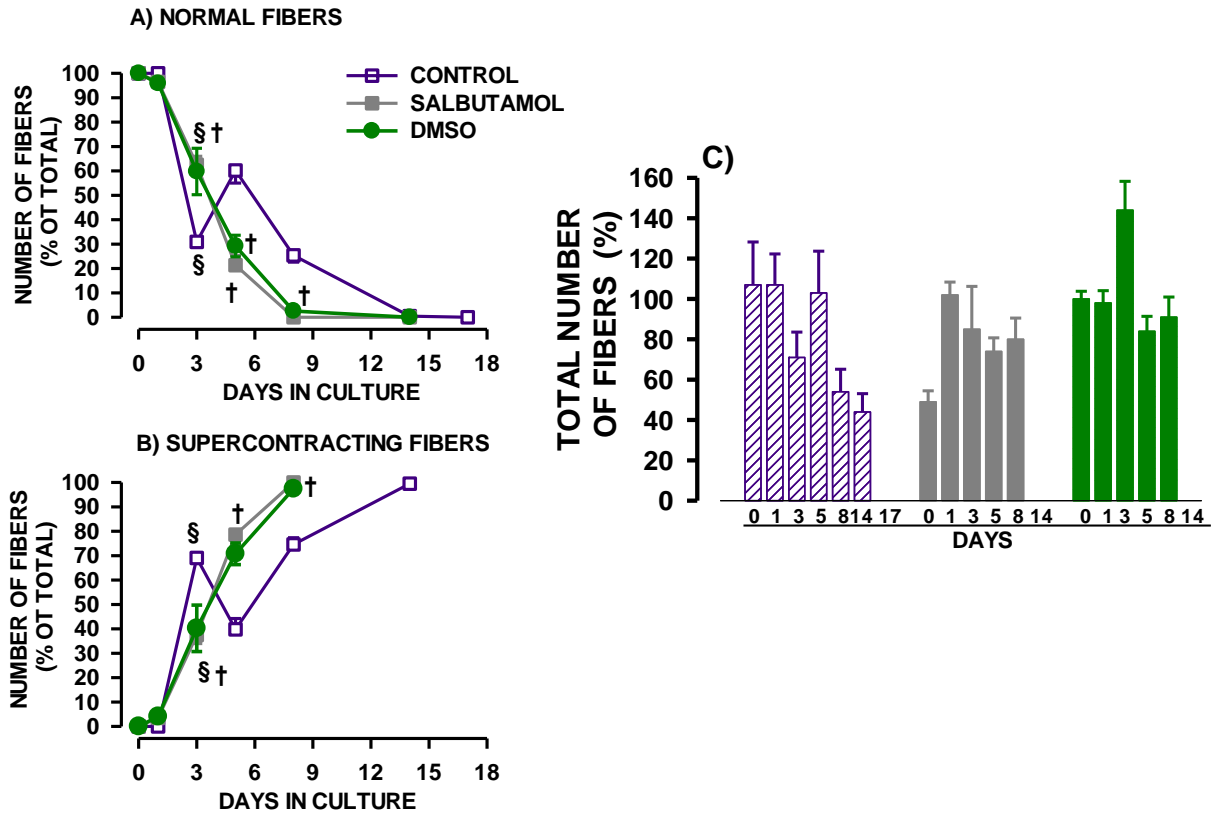 A) NORMAL FIBERS
100
90
80
70
60
50
40
30
20
10
0
NUMBER OF FIBERS
(% OT TOTAL)
CONTROL
SALBUTAMOL
DMSO
§ †
§
†
†
†
0 3 6 9 12 15 18
DAYS IN CULTURE
B) SUPERCONTRACTING FIBERS
100
90
80
70
60
50
40
30
20
10
0
NUMBER OF FIBERS
(% OT TOTAL)
§
†
†
§ †
0 3 6 9 12 15 18
DAYS IN CULTURE
C)
160
140
120
100
80
60
40
20
0
TOTAL NUMBER
OF FIBERS (%)
0 1 3 5 8 14 17 0 1 3 5 8 14 0 1 3 5 8 14
DAYS